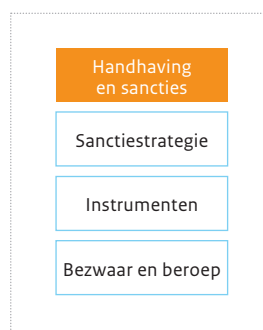 Handhaving
en sancties
Sanctiestrategie
Instrumenten
Bezwaar en beroep